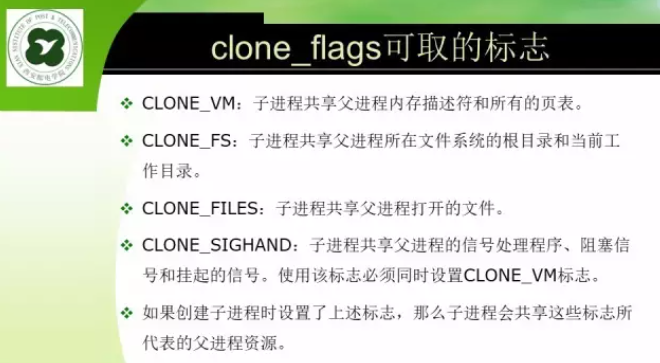 clone_flags可取的标志
CLONE_VM：子进程共享父进程内存描述符和所有的页表。
CLONE_FS：子进程共享父进程所在文件系统的根目录和当前工
作目录。
CLONE_FILES：子进程共享父进程打开的文件。
CLONE_SIGHAND：子进程共享父进程的信号处理程序、阻塞信
号和挂起的信号。使用该标志必须同时设置CLONE_VM标志。
如果创建子进程时设置了上述标志，那么子进程会共享这些标志所
代表的父进程资源。